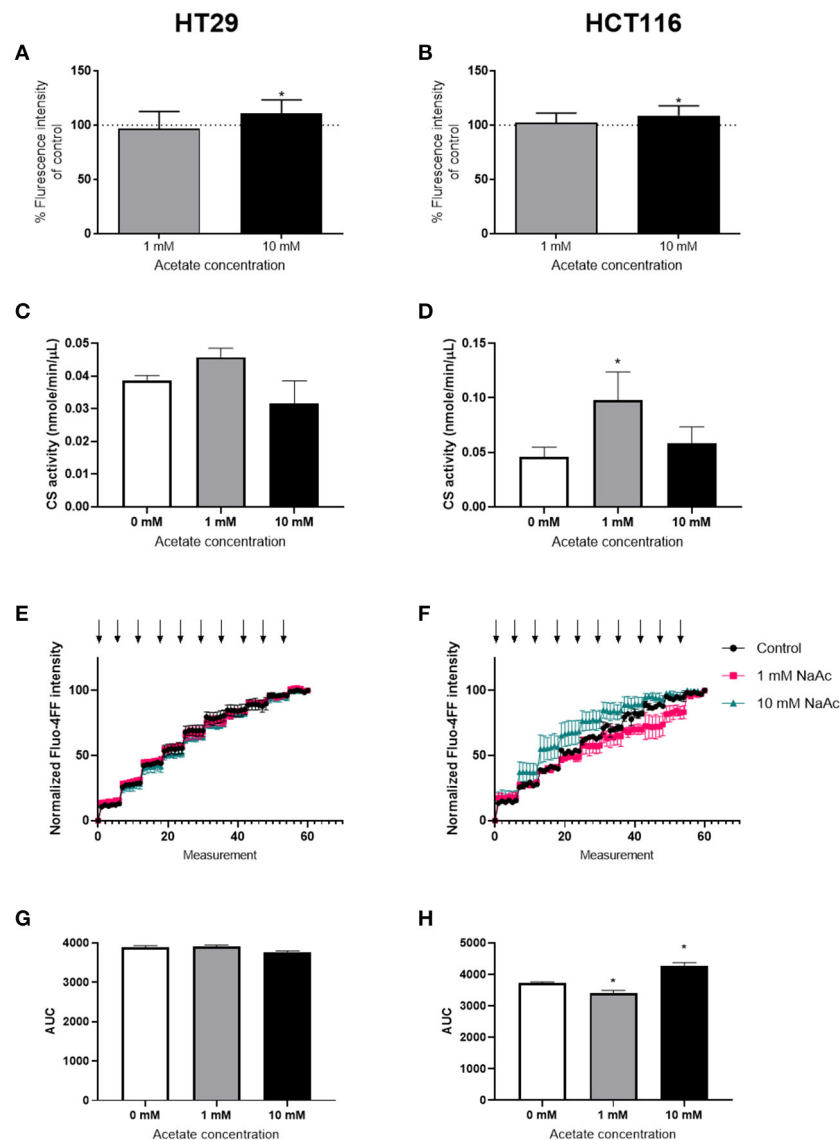 HT29
HCT116
A
% Flurescence intensity
of control
150
100
50
0
*
1 mM
10 mM
Acetate concentration
B
% Flurescence intensity
of control
150
100
50
0
*
1 mM
10 mM
Acetate concentration
C
CS activity (nmole/min/μL)
0.05
0.04
0.03
0.02
0.01
0.00
0 mM
1 mM
10 mM
Acetate concentration
D
CS activity (nmole/min/μL)
0.15
0.10
0.05
0.00
*
0 mM
1 mM
10 mM
Acetate concentration
E
Normalized Fluo-4FF intensity
100
50
0
0
20
40
60
Measurement
F
Normalized Fluo-4FF intensity
100
50
0
0
20
40
60
Measurement
Control
1 mM NaAc
10 mM NaAc
G
AUC
4000
3000
2000
1000
0
0 mM
1 mM
10 mM
Acetate concentration
H
AUC
5000
4000
3000
2000
1000
0
*
*
0 mM
1 mM
10 mM
Acetate concentration